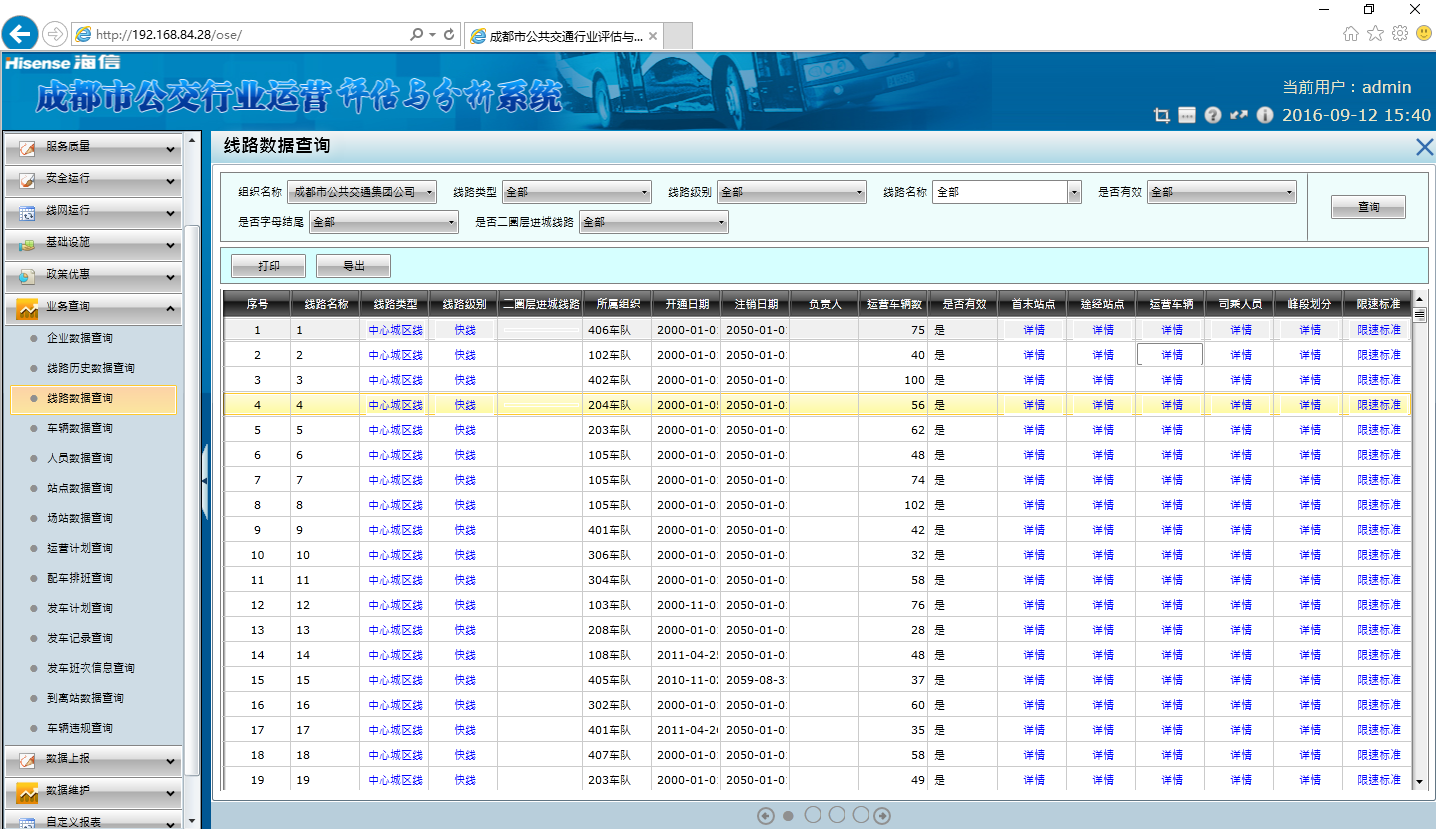 http://192.168.84.28/ose/
成都市公共交通行业评估与...
Hisense 海信
成都市公交行业运营评估与分析系统
当前用户：admin
2016-09-12 15:40
服务质量
安全运行
线网运行
基础设施
政策优惠
业务查询
企业数据查询
线路历史数据查询
线路数据查询
车辆数据查询
人员数据查询
站点数据查询
场站数据查询
运营计划查询
配车排班查询
发车计划查询
发车记录查询
发车班次信息查询
到离站数据查询
车辆违规查询
数据上报
数据维护
自定义报表
线路数据查询
组织名称 成都市公共交通集团公司 线路类型 全部 线路级别 全部 线路名称 全部 是否有效 全部
是否字母结尾 全部 是否二圈层进城线路 全部
查询
打印 导出
序号 线路名称 线路类型 线路级别 二圈层进城线路 所属组织 开通日期 注销日期 负责人 运营车辆数 是否有效 首末站点 途经站点 运营车辆 司乘人员 峰段划分 限速标准
1 1 中心城区线 快线 406车队 2000-01-0 2050-01-0 75 是 详情 详情 详情 详情 详情 限速标准
2 2 中心城区线 快线 102车队 2000-01-0 2050-01-0 40 是 详情 详情 详情 详情 详情 限速标准
3 3 中心城区线 快线 402车队 2000-01-0 2050-01-0 100 是 详情 详情 详情 详情 详情 限速标准
4 4 中心城区线 快线 204车队 2000-01-0 2050-01-0 56 是 详情 详情 详情 详情 详情 限速标准
5 5 中心城区线 快线 203车队 2000-01-0 2050-01-0 62 是 详情 详情 详情 详情 详情 限速标准
6 6 中心城区线 快线 105车队 2000-01-0 2050-01-0 48 是 详情 详情 详情 详情 详情 限速标准
7 7 中心城区线 快线 105车队 2000-01-0 2050-01-0 74 是 详情 详情 详情 详情 详情 限速标准
8 8 中心城区线 快线 105车队 2000-01-0 2050-01-0 102 是 详情 详情 详情 详情 详情 限速标准
9 9 中心城区线 快线 401车队 2000-01-0 2050-01-0 42 是 详情 详情 详情 详情 详情 限速标准
10 10 中心城区线 快线 306车队 2000-01-0 2050-01-0 32 是 详情 详情 详情 详情 详情 限速标准
11 11 中心城区线 快线 304车队 2000-01-0 2050-01-0 58 是 详情 详情 详情 详情 详情 限速标准
12 12 中心城区线 快线 103车队 2000-11-0 2050-01-0 76 是 详情 详情 详情 详情 详情 限速标准
13 13 中心城区线 快线 208车队 2000-01-0 2050-01-0 28 是 详情 详情 详情 详情 详情 限速标准
14 14 中心城区线 快线 108车队 2011-04-2 2050-01-0 48 是 详情 详情 详情 详情 详情 限速标准
15 15 中心城区线 快线 405车队 2010-11-0 2059-08-3 37 是 详情 详情 详情 详情 详情 限速标准
16 16 中心城区线 快线 302车队 2000-01-0 2050-01-0 60 是 详情 详情 详情 详情 详情 限速标准
17 17 中心城区线 快线 401车队 2011-04-2 2050-01-0 35 是 详情 详情 详情 详情 详情 限速标准
18 18 中心城区线 快线 407车队 2000-01-0 2050-01-0 58 是 详情 详情 详情 详情 详情 限速标准
19 19 中心城区线 快线 203车队 2000-01-0 2050-01-0 49 是 详情 详情 详情 详情 详情 限速标准